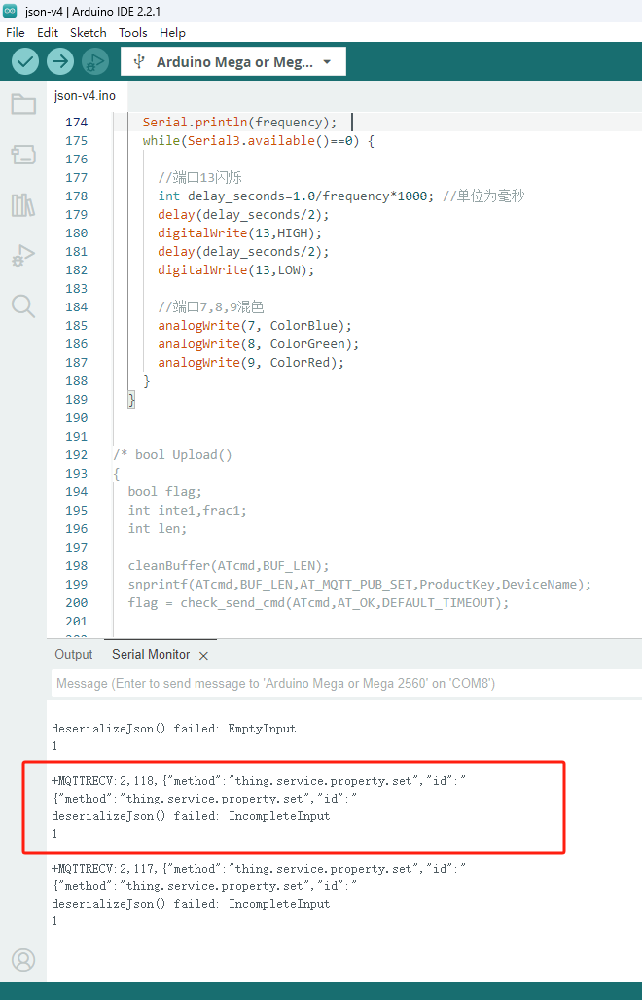 json-v4 | Arduino IDE 2.2.1
File Edit Sketch Tools Help
Arduino Mega or Meg...
json-v4.ino
174 Serial.println(frequency);
175 while(Serial3.available()==0) {
176
177 //端口13闪烁
178 int delay_seconds=1.0/frequency*1000; //单位为毫秒
179 delay(delay_seconds/2);
180 digitalWrite(13,HIGH);
181 delay(delay_seconds/2);
182 digitalWrite(13,LOW);
183
184 //端口7,8,9混色
185 analogWrite(7, ColorBlue);
186 analogWrite(8, ColorGreen);
187 analogWrite(9, ColorRed);
188 }
189 }
190
191
192 /* bool Upload()
193 {
194 bool flag;
195 int inte1,frac1;
196 int len;
197
198 cleanBuffer(ATcmd,BUF_LEN);
199 snprintf(ATcmd,BUF_LEN,AT_MQTT_PUB_SET,ProductKey,DeviceName);
200 flag = check_send_cmd(ATcmd,AT_OK,DEFAULT_TIMEOUT);
201
Output Serial Monitor
Message (Enter to send message to 'Arduino Mega or Mega 2560' on 'COM8')
deserializeJson() failed: EmptyInput
1
+MQTTRECV:2,118,{"method":"thing.service.property.set","id":"
{"method":"thing.service.property.set","id":"
deserializeJson() failed: IncompleteInput
1
+MQTTRECV:2,117,{"method":"thing.service.property.set","id":"
{"method":"thing.service.property.set","id":"
deserializeJson() failed: IncompleteInput
1